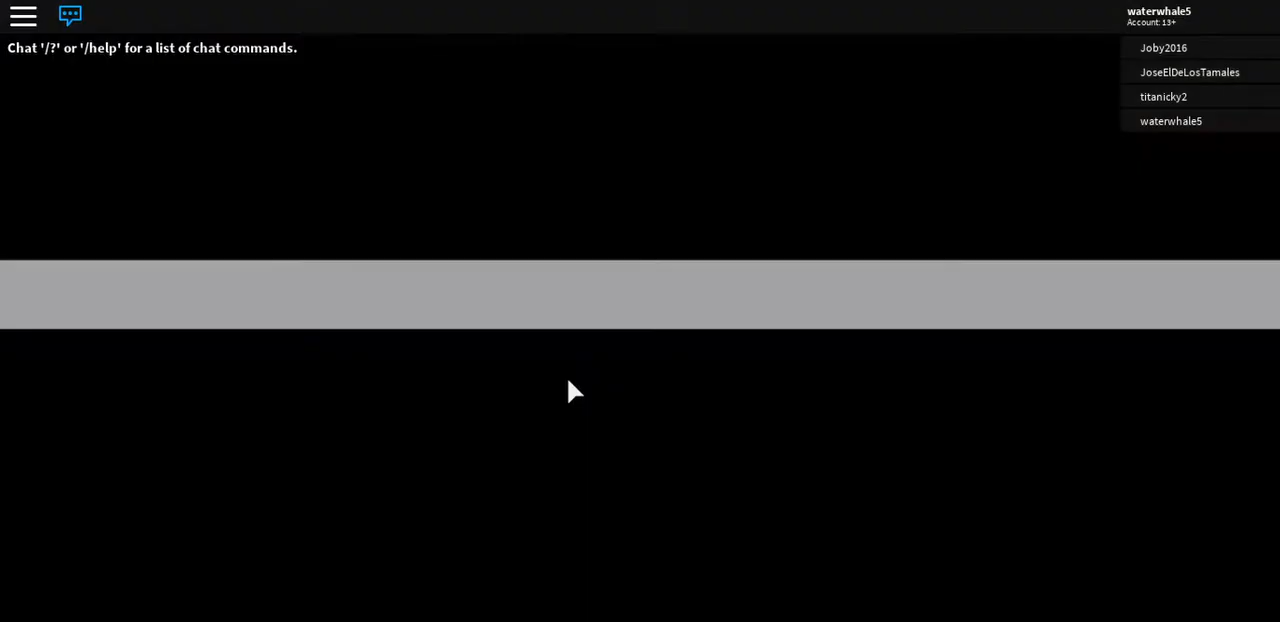 waterwhale5
Account: 13+
Chat '/?' or '/help' for a list of chat commands.
Joby2016
JoseElDeLosTamales
titanicky2
waterwhale5